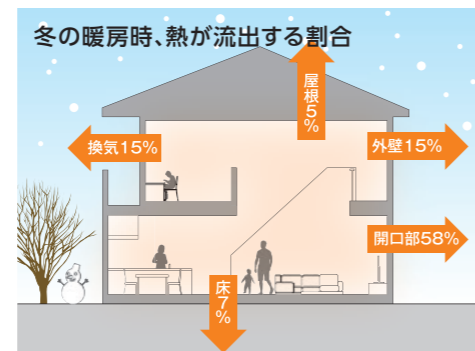 冬の暖房時、熱が流出する割合
屋根5%
換気15%
外壁15%
開口部58%
床7%